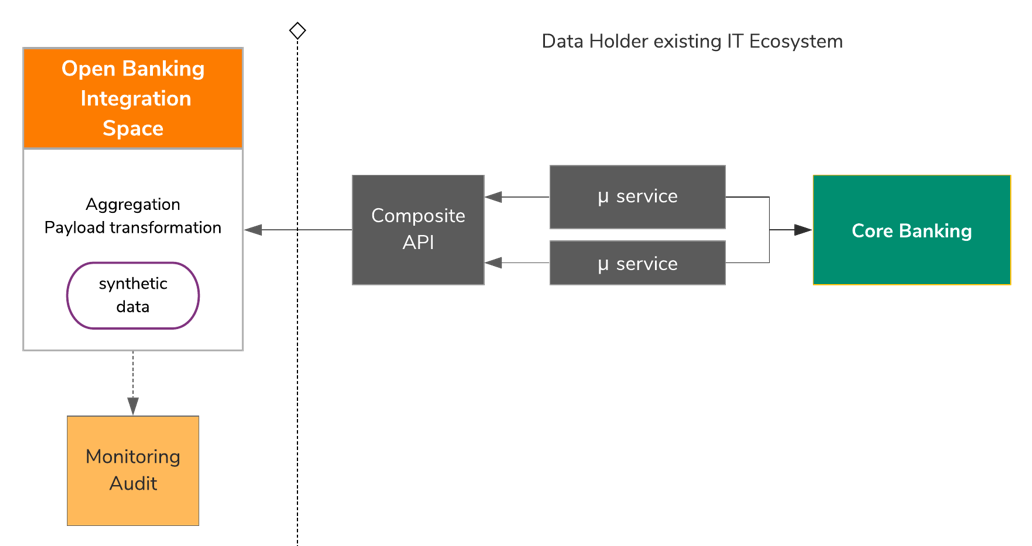 Data Holder existing IT Ecosystem
Open Banking
Integration
Space
Aggregation
Payload transformation
synthetic
data
Monitoring
Audit
Composite
API
µ service
µ service
Core Banking